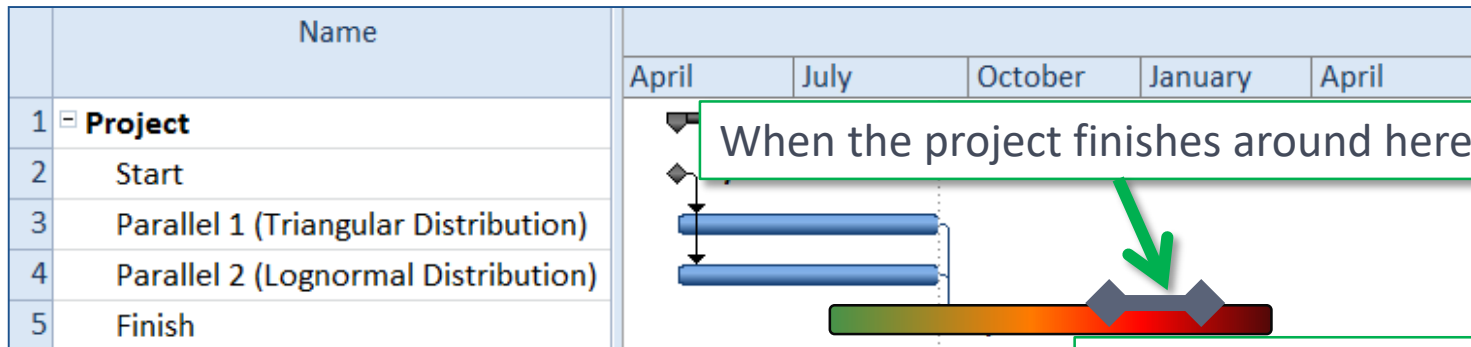 Name
April July October January April
1 Project
When the project finishes around here
2 Start
3 Parallel 1 (Triangular Distribution)
4 Parallel 2 (Lognormal Distribution)
5 Finish